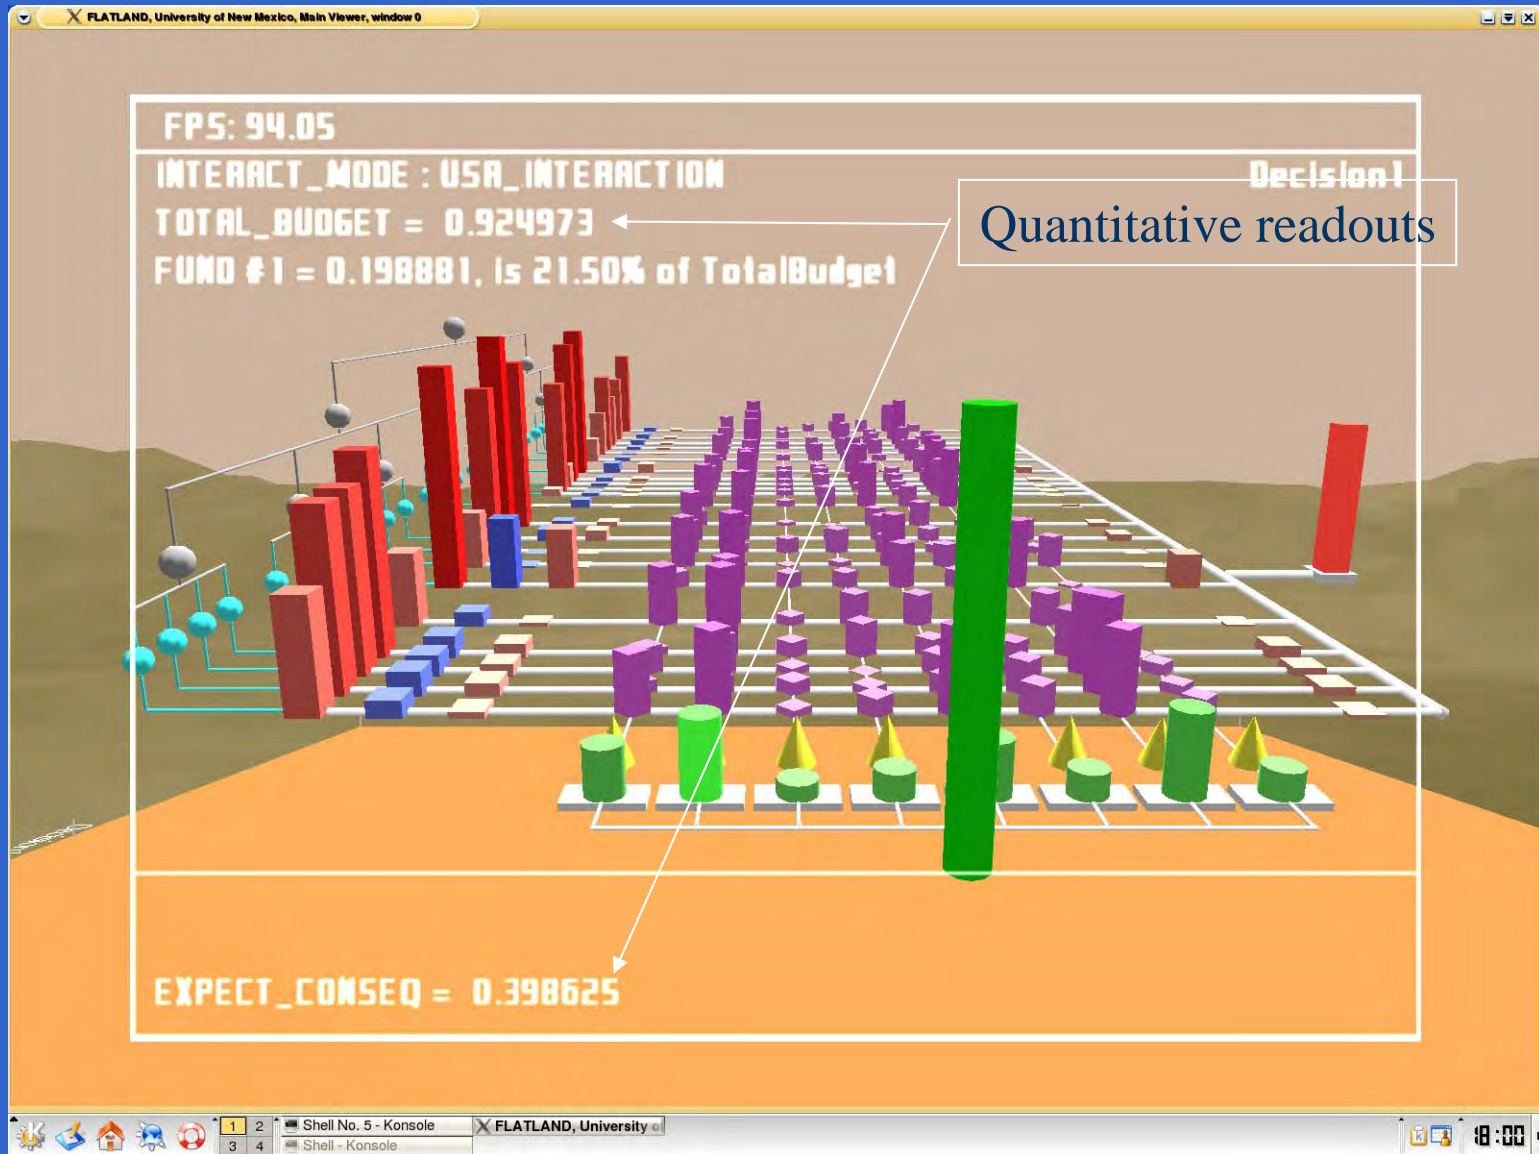 FLATLAND, University of New Mexico, Main Viewer, window 0
FPS: 94.05
INTERACT_MODE : USA_INTERACTION
Decision1
TOTAL_BUDGET = 0.924973
Quantitative readouts
FUND #1 = 0.198881, is 21.50% of TotalBudget
EXPECT_CONSEQ = 0.398625
1 2
3 4
Shell No. 5 - Konsole
Shell - Konsole
FLATLAND, University o
18:00